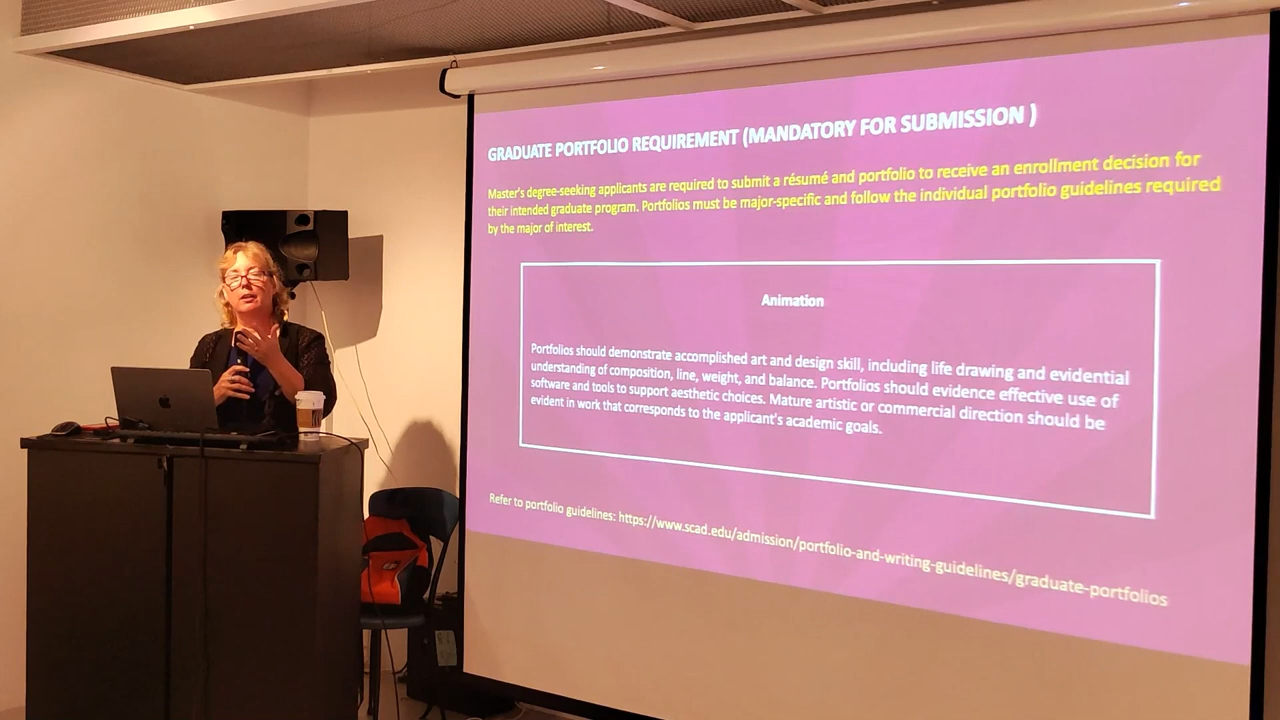 GRADUATE PORTFOLIO REQUIREMENT (MANDATORY FOR SUBMISSION )
Master's degree-seeking applicants are required to submit a résumé and portfolio to receive an enrollment decision for
their intended graduate program. Portfolios must be major-specific and follow the individual portfolio guidelines required
by the major of interest.
Animation
Portfolios should demonstrate accomplished art and design skill, including life drawing and evidential
understanding of composition, line, weight, and balance. Portfolios should evidence effective use of
software and tools to support aesthetic choices. Mature artistic or commercial direction should be
evident in work that corresponds to the applicant's academic goals.
Refer to portfolio guidelines: https://www.scad.edu/admission/portfolio-and-writing-guidelines/graduate-portfolios